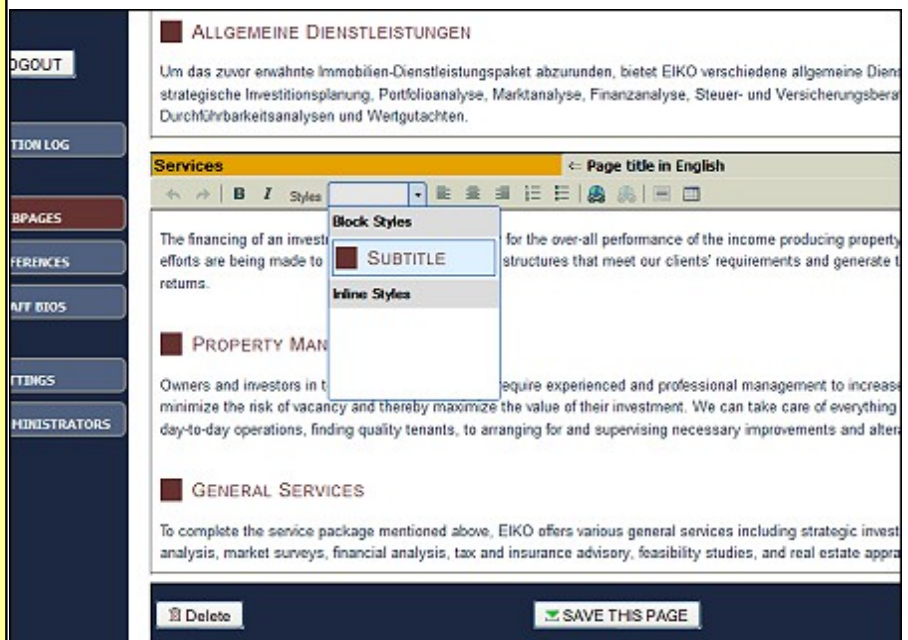 ALLGEMEINE DIENSTLEISTUNGEN
OGOUT
Um das zuvor erwähnte Immobilien-Dienstleistungspaket abzurunden, bietet EIKO verschiedene allgemeine Dien
strategische Investitionsplanung, Portfolioanalyse, Marktanalyse, Finanzanalyse, Steuer- und Versicherungsbera
Durchführbarkeitsanalysen und Wertgutachten.
TION LOG
Services
⇐ Page title in English
B I Styles
BPAGES
Block Styles
The financing of an invest for the over-all performance of the income producing property
SUBTITLE
FERENCES
efforts are being made to structures that meet our clients' requirements and generate t
returns.
Inline Styles
AFF BIOS
PROPERTY MAN
TTINGS
Owners and investors in t equire experienced and professional management to increase
minimize the risk of vacancy and thereby maximize the value of their investment. We can take care of everything
MINISTRATORS
day-to-day operations, finding quality tenants, to arranging for and supervising necessary improvements and altera
GENERAL SERVICES
To complete the service package mentioned above, EIKO offers various general services including strategic invest
analysis, market surveys, financial analysis, tax and insurance advisory, feasibility studies, and real estate appra
Delete
SAVE THIS PAGE